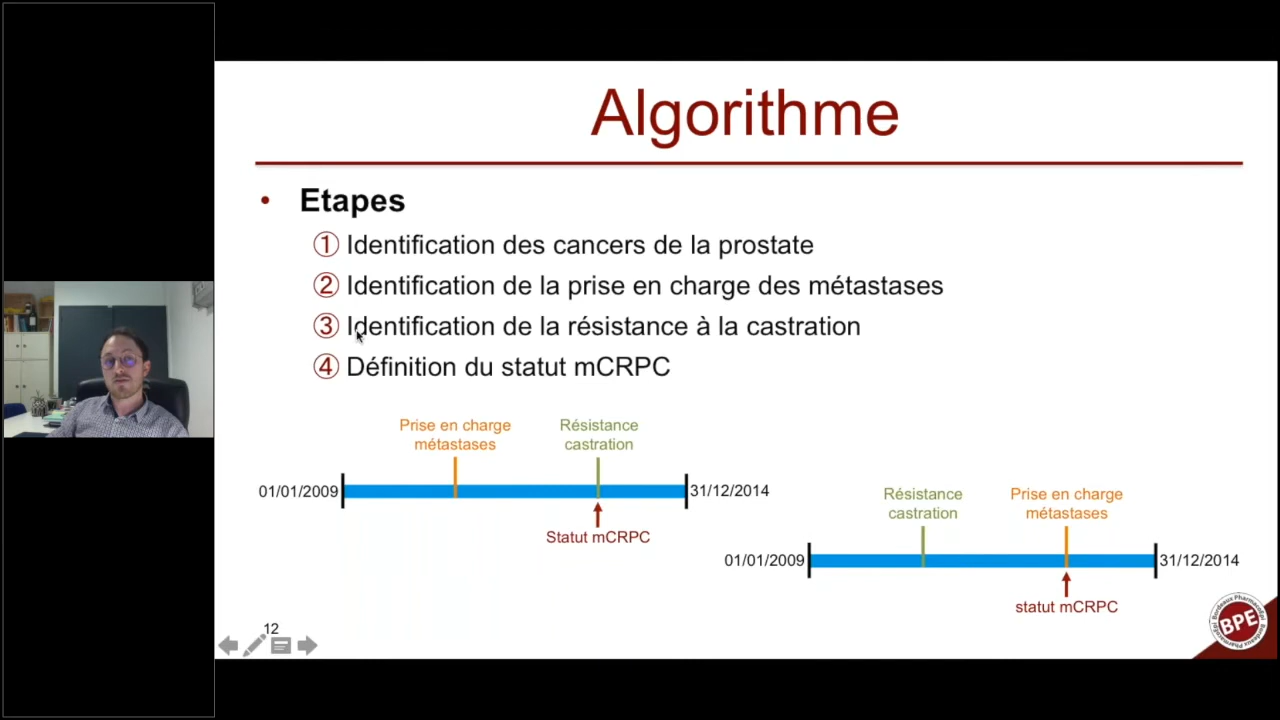 Algorithme
• Etapes
① Identification des cancers de la prostate
② Identification de la prise en charge des métastases
③ Identification de la résistance à la castration
④ Définition du statut mCRPC
Prise en charge
métastases
Résistance
castration
01/01/2009
31/12/2014
Statut mCRPC
Résistance
castration
Prise en charge
métastases
01/01/2009
31/12/2014
statut mCRPC
12
BPE